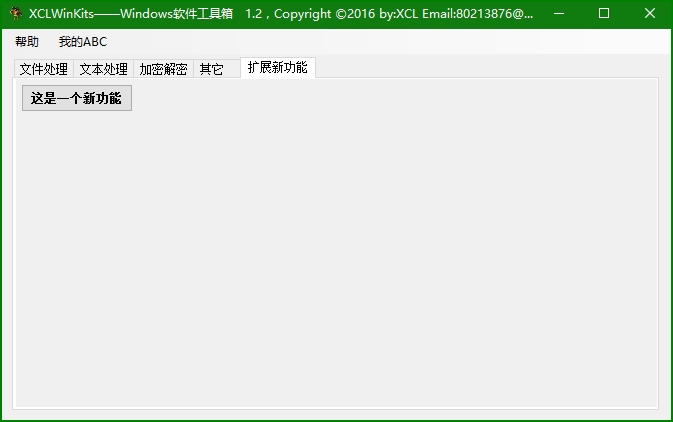 XCLWinKits——Windows软件工具箱 1.2，Copyright ©2016 by:XCL Email:80213876@...
帮助 我的ABC
文件处理 文本处理 加密解密 其它 扩展新功能
这是一个新功能